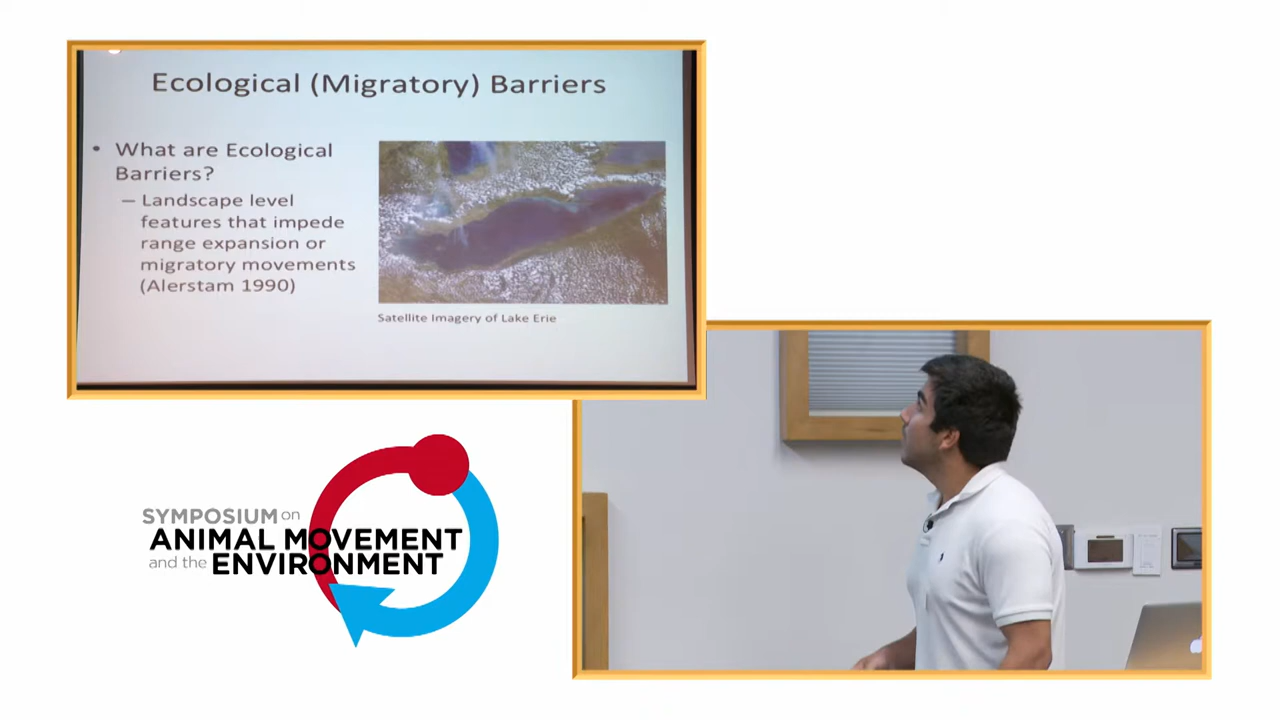 Ecological (Migratory) Barriers
• What are Ecological
Barriers?
– Landscape level
features that impede
range expansion or
migratory movements
(Alerstam 1990)
Satellite Imagery of Lake Erie
SYMPOSIUM on
ANIMAL MOVEMENT
and the ENVIRONMENT